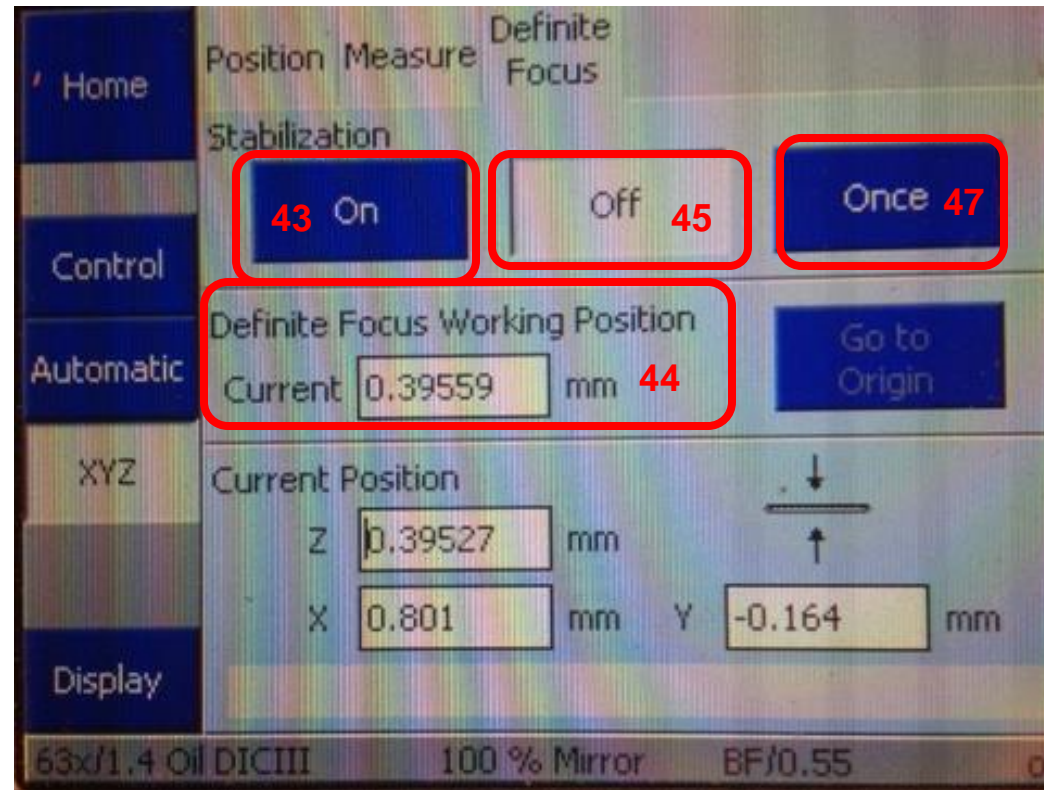 Home
Position Measure Definite Focus
Stabilization
43 On
Off 45
Once 47
Control
Definite Focus Working Position
Current 0.39559 mm 44
Go to
Origin
Automatic
XYZ
Current Position
Z 0.39527 mm
X 0.801 mm Y -0.164 mm
Display
63x/1.4 Oil DICIII 100 % Mirror BF/0.55